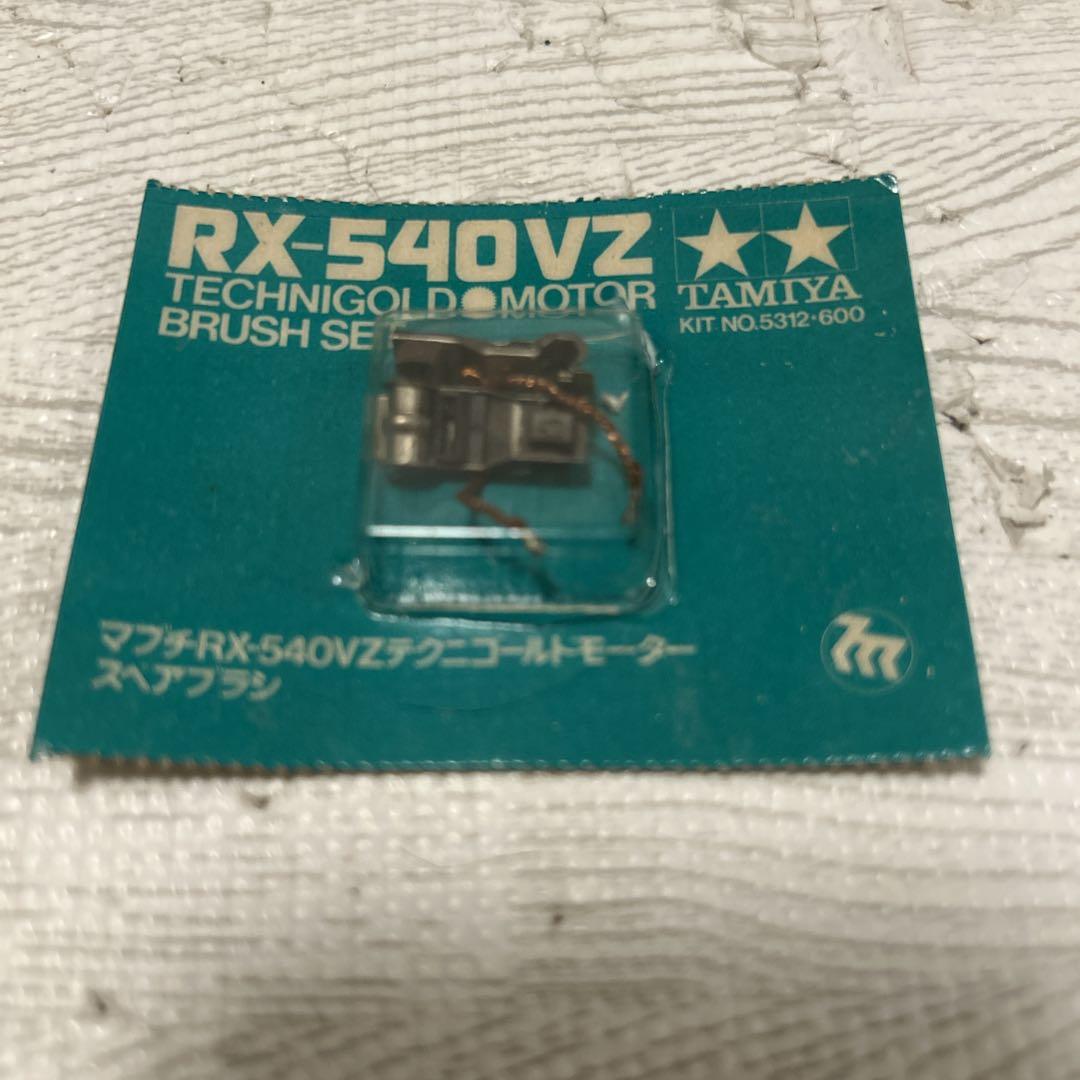 RX-540VZ
TECHNIGOLD MOTOR
BRUSH SET
TAMIYA
KIT NO.5312・600
マブチRX-540VZテクニゴールドモーター
スペアブラシ